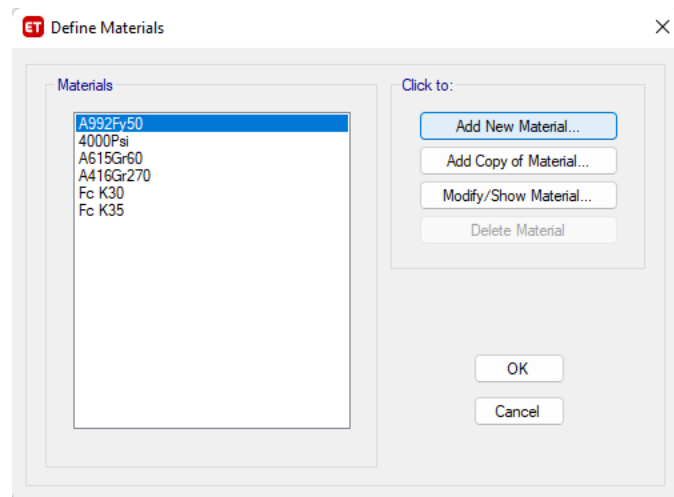 ET Define Materials
Materials
A992Fy50
4000Psi
A615Gr60
A416Gr270
Fc K30
Fc K35
Click to:
Add New Material...
Add Copy of Material...
Modify/Show Material...
Delete Material
OK
Cancel